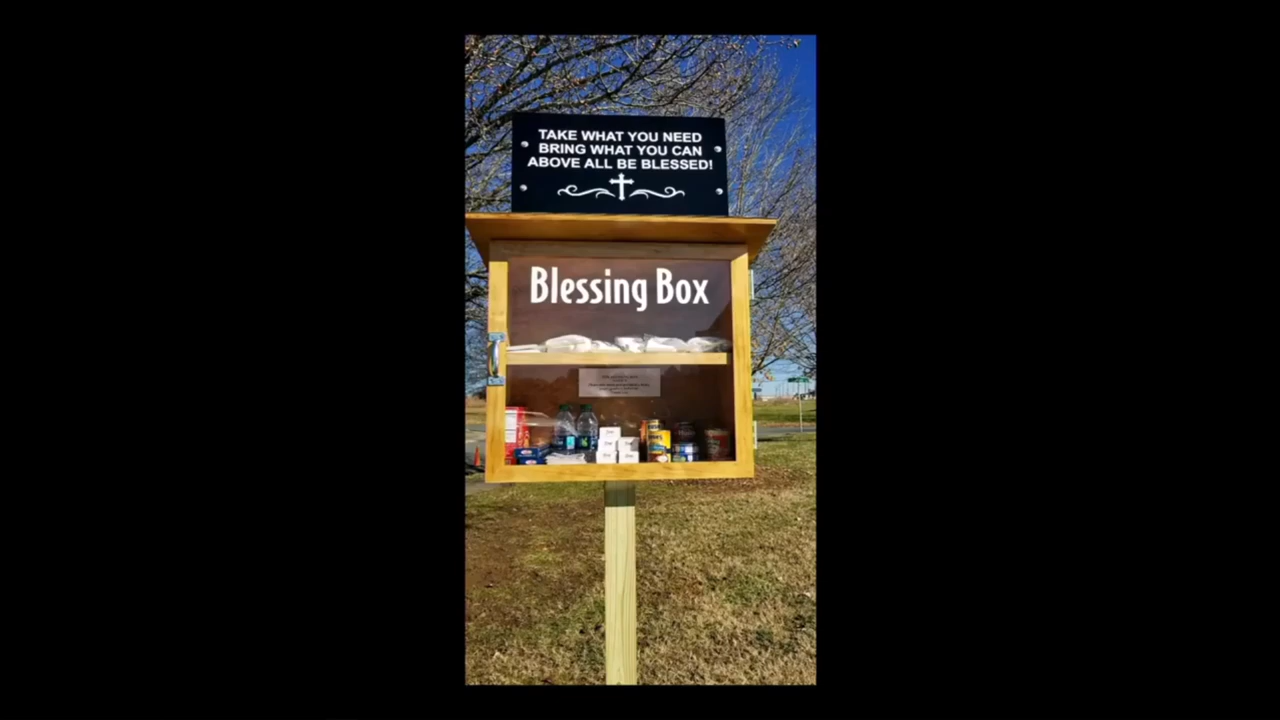 TAKE WHAT YOU NEED
BRING WHAT YOU CAN
ABOVE ALL BE BLESSED!
Blessing Box